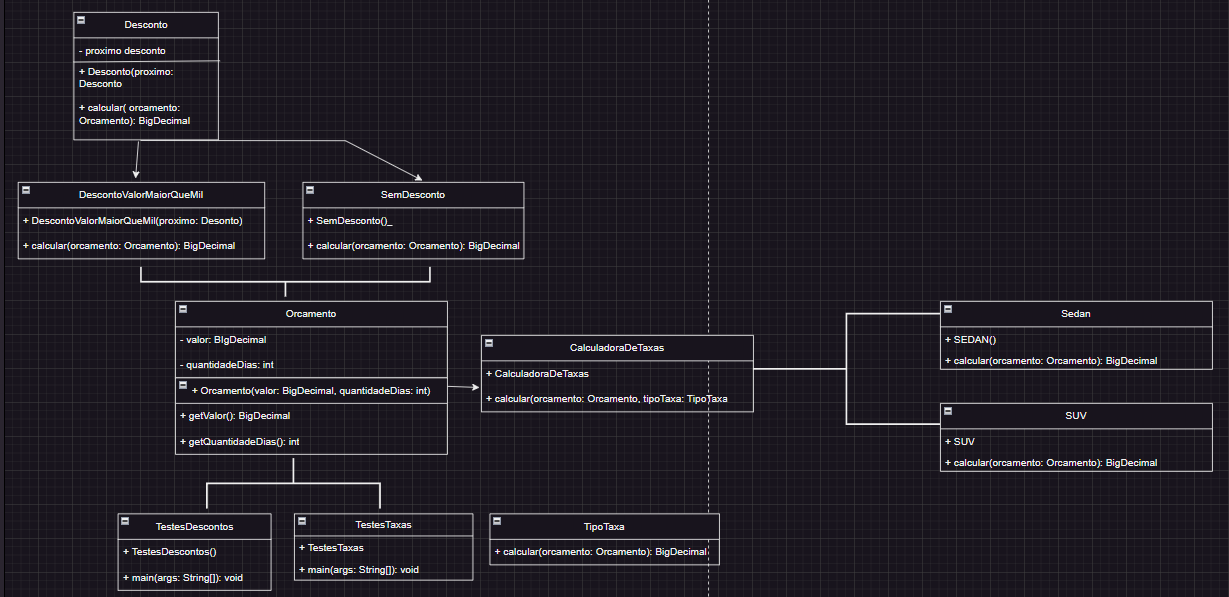 Desconto
- proximo desconto
+ Desconto(proximo:
Desconto
+ calcular( orcamento:
Orcamento): BigDecimal
DescontoValorMaiorQueMil
+ DescontoValorMaiorQueMil(proximo: Desonto)
+ calcular(orcamento: Orcamento): BigDecimal
SemDesconto
+ SemDesconto()_
+ calcular(orcamento: Orcamento): BigDecimal
Orcamento
- valor: BIgDecimal
- quantidadeDias: int
+ Orcamento(valor: BigDecimal, quantidadeDias: int)
+ getValor(): BigDecimal
+ getQuantidadeDias(): int
CalculadoraDeTaxas
+ CalculadoraDeTaxas
+ calcular(orcamento: Orcamento, tipoTaxa: TipoTaxa
Sedan
+ SEDAN()
+ calcular(orcamento: Orcamento): BigDecimal
SUV
+ SUV
+ calcular(orcamento: Orcamento): BigDecimal
TestesDescontos
+ TestesDescontos()
+ main(args: String[]): void
TestesTaxas
+ TestesTaxas
+ main(args: String[]): void
TipoTaxa
+ calcular(orcamento: Orcamento): BigDecimal